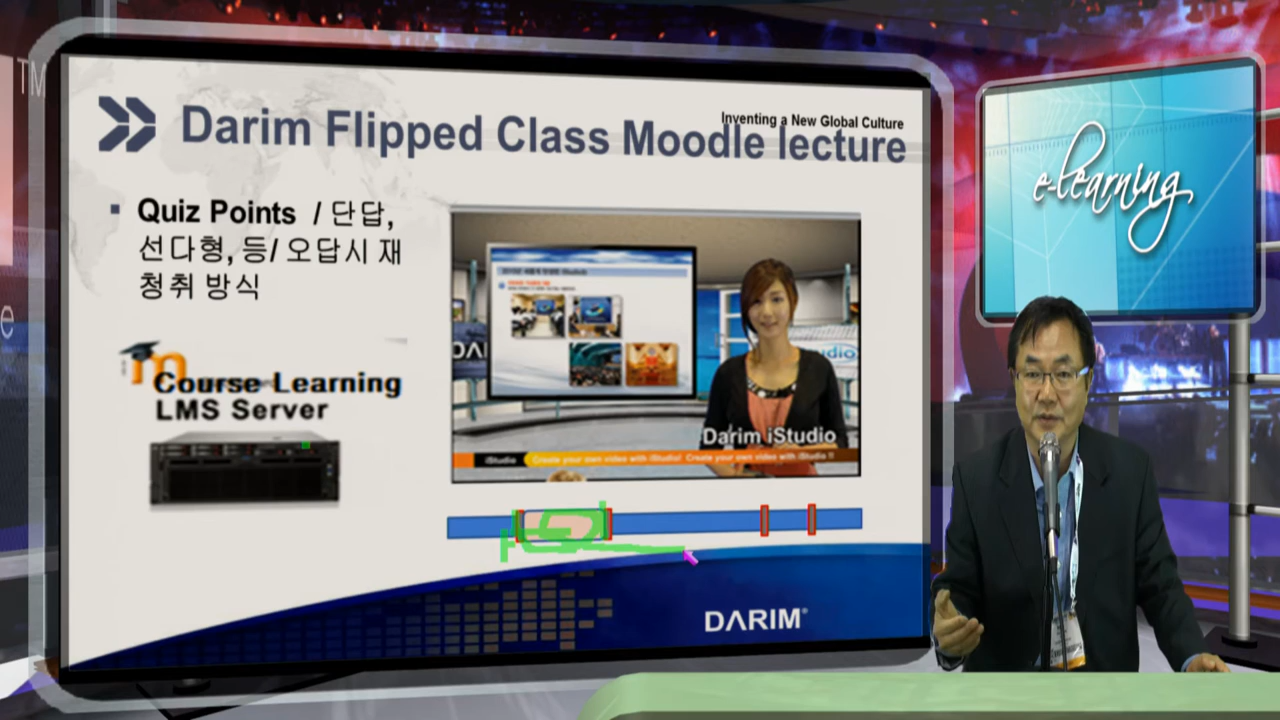 TM
e
Inventing a New Global Culture
Darim Flipped Class Moodle lecture
Quiz Points / 단답,
선다형, 등/ 오답시 재
청취 방식
Course Learning
LMS Server
Darim iStudio
iStudio
Create your own video with iStudio! Create your own video with iStudio !!
DARIM®
e-learning